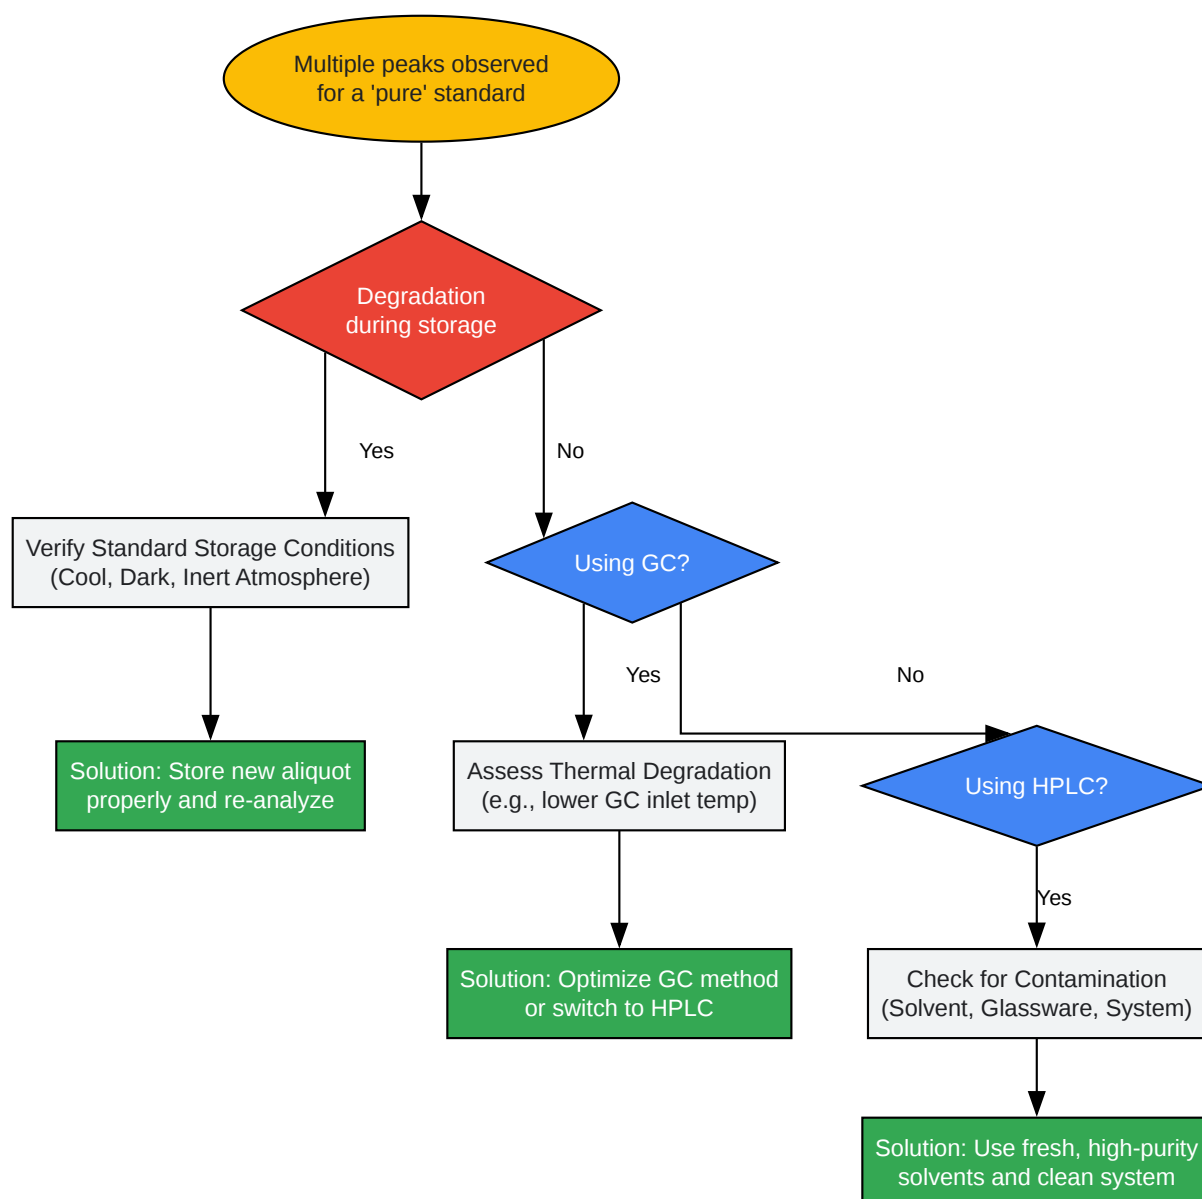 Multiple peaks observed
for a 'pure' standard
Degradation
during storage
Yes
No
Verify Standard Storage Conditions
(Cool, Dark, Inert Atmosphere)
Using GC?
Yes
No
Solution: Store new aliquot
properly and re-analyze
Assess Thermal Degradation
(e.g., lower GC inlet temp)
Using HPLC?
Yes
Solution: Optimize GC method
or switch to HPLC
Check for Contamination
(Solvent, Glassware, System)
Solution: Use fresh, high-purity
solvents and clean system